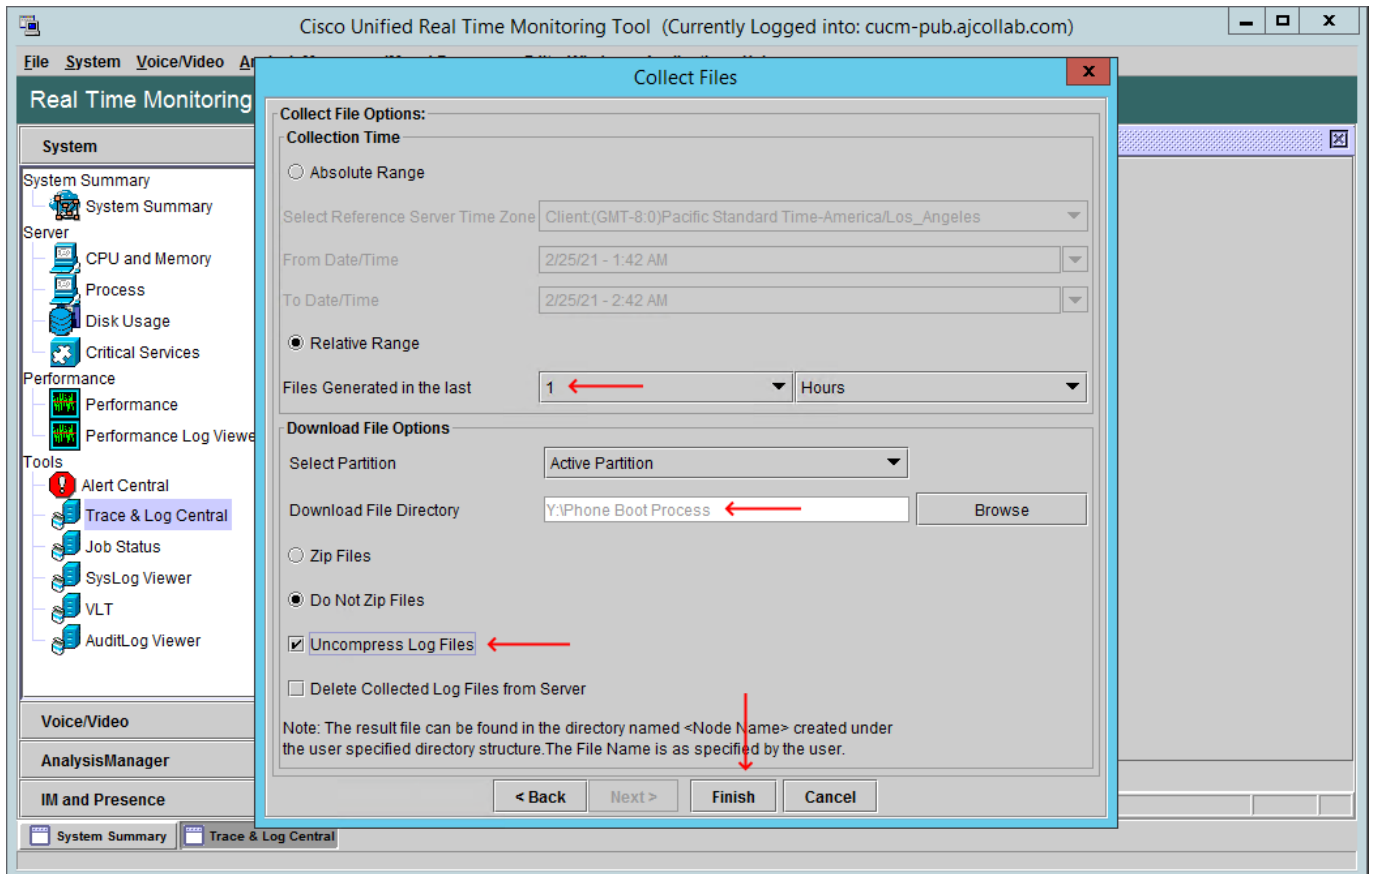 Cisco Unified Real Time Monitoring Tool (Currently Logged into: cucm-pub.ajcollab.com)
File System Voice/Video
Real Time Monitoring
System
System Summary
System Summary
Server
CPU and Memory
Process
Disk Usage
Critical Services
Performance
Performance
Performance Log Viewe
Tools
Alert Central
Trace & Log Central
Job Status
SysLog Viewer
VLT
AuditLog Viewer
Voice/Video
AnalysisManager
IM and Presence
Collect Files
Collect File Options:
Collection Time
Absolute Range
Select Reference Server Time Zone Client:(GMT-8:0)Pacific Standard Time-America/Los_Angeles
From Date/Time 2/25/21 - 1:42 AM
To Date/Time 2/25/21 - 2:42 AM
Relative Range
Files Generated in the last 1 Hours
Download File Options
Select Partition Active Partition
Download File Directory Y:\Phone Boot Process Browse
Zip Files
Do Not Zip Files
Uncompress Log Files
Delete Collected Log Files from Server
Note: The result file can be found in the directory named <Node Name> created under
the user specified directory structure.The File Name is as specified by the user.
< Back Next > Finish Cancel
System Summary Trace & Log Central